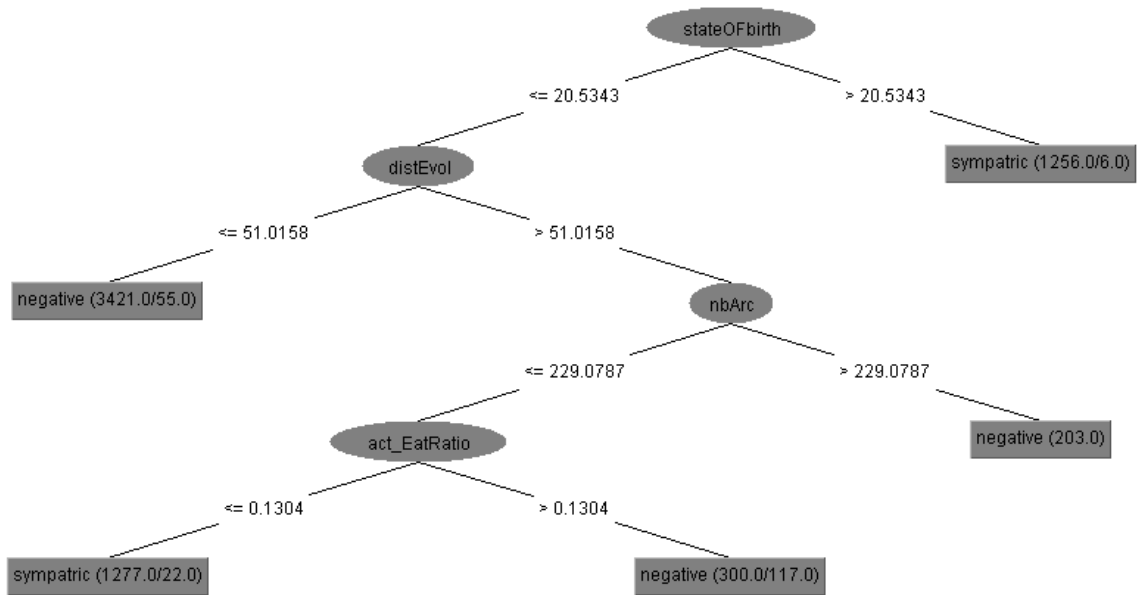 stateOFbirth
<= 20.5343
> 20.5343
distEvol
sympatric (1256.0/6.0)
<= 51.0158
> 51.0158
negative (3421.0/55.0)
nbArc
<= 229.0787
> 229.0787
act_EatRatio
negative (203.0)
<= 0.1304
> 0.1304
sympatric (1277.0/22.0)
negative (300.0/117.0)